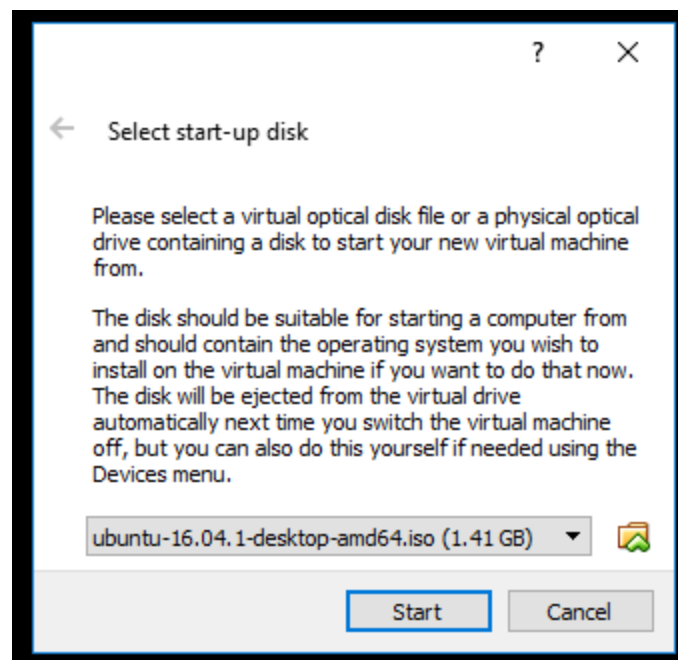 ?
Select start-up disk
Please select a virtual optical disk file or a physical optical
drive containing a disk to start your new virtual machine
from.
The disk should be suitable for starting a computer from
and should contain the operating system you wish to
install on the virtual machine if you want to do that now.
The disk will be ejected from the virtual drive
automatically next time you switch the virtual machine
off, but you can also do this yourself if needed using the
Devices menu.
ubuntu-16.04.1-desktop-amd64.iso (1.41 GB)
Start Cancel